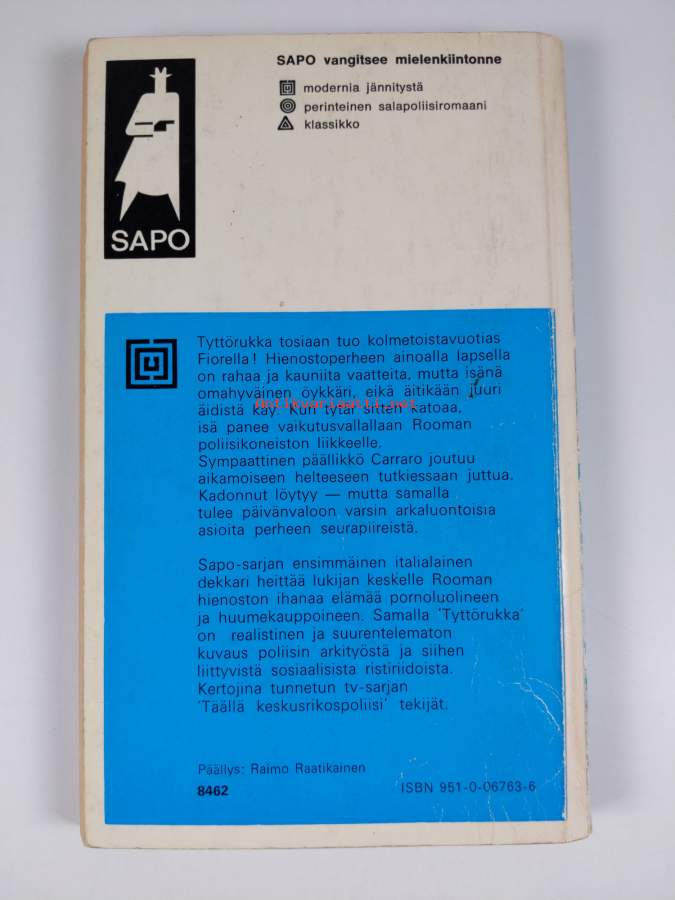 SAPO vangitsee mielenkiintonne
modernia jännitystä
perinteinen salapoliisiromaani
klassikko
SAPO
Tyttörukka tosiaan tuo kolmetoistavuotias
Fiorella! Hienostoperheen ainoalla lapsella
on rahaa ja kauniita vaatteita, mutta isänä
omahyväinen öykkäri, eikä äitikään juuri
äidistä käy. Kun tytär sitten katoaa,
Antikvariaatti.net
isä panee vaikutusvallallaan Rooman
poliisikoneiston liikkeelle.
Sympaattinen päällikkö Carraro joutuu
aikamoiseen helteeseen tutkiessaan juttua.
Kadonnut löytyy — mutta samalla
tulee päivänvaloon varsin arkaluontoisia
asioita perheen seurapiireistä.
Sapo-sarjan ensimmäinen italialainen
dekkari heittää lukijan keskelle Rooman
hienoston ihanaa elämää pornoluolineen
ja huumekauppoineen. Samalla 'Tyttörukka'
on realistinen ja suurentelematon
kuvaus poliisin arkityöstä ja siihen
liittyvistä sosiaalisista ristiriidoista.
Kertojina tunnetun tv-sarjan
'Täällä keskusrikospoliisi' tekijät.
Päällys: Raimo Raatikainen
8462 ISBN 951-0-06763-6